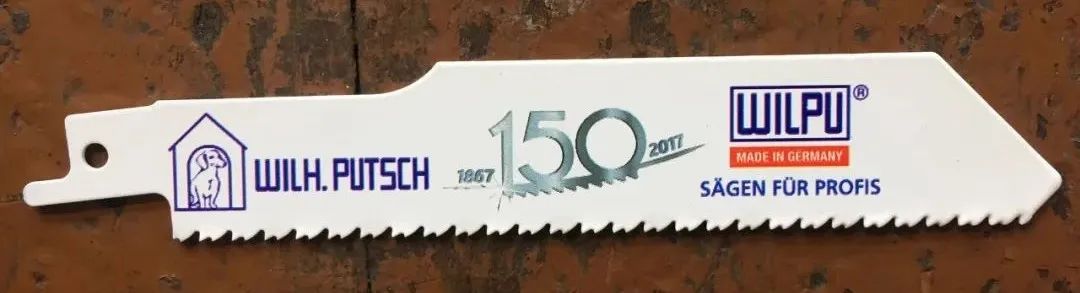 WILH. PUTSCH
150
1867 2017
WILPU®
MADE IN GERMANY
SÄGEN FÜR PROFIS